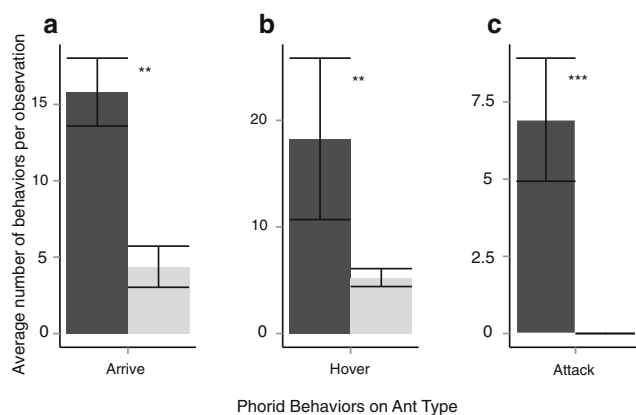 a
b
c
Average number of behaviors per observation
15
10
5
0
**
Arrive
20
10
0
**
Hover
7.5
5
2.5
0
***
Attack
Phorid Behaviors on Ant Type